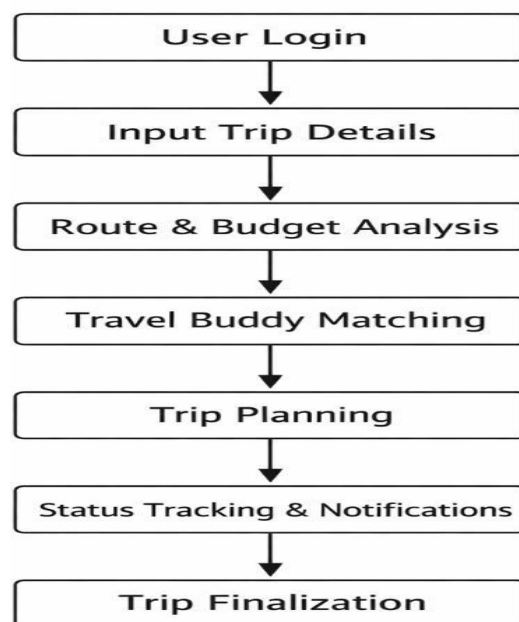 User Login
Input Trip Details
Route & Budget Analysis
Travel Buddy Matching
Trip Planning
Status Tracking & Notifications
Trip Finalization